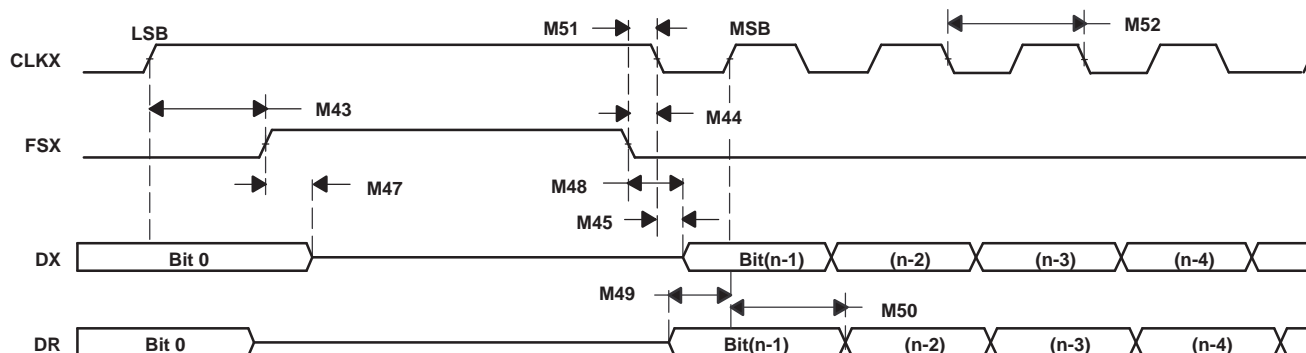 LSB
M51
MSB
M52
CLKX
M43
M44
FSX
M47
M48
M45
DX
Bit 0
Bit(n-1)
(n-2)
(n-3)
(n-4)
M49
M50
DR
Bit 0
Bit(n-1)
(n-2)
(n-3)
(n-4)